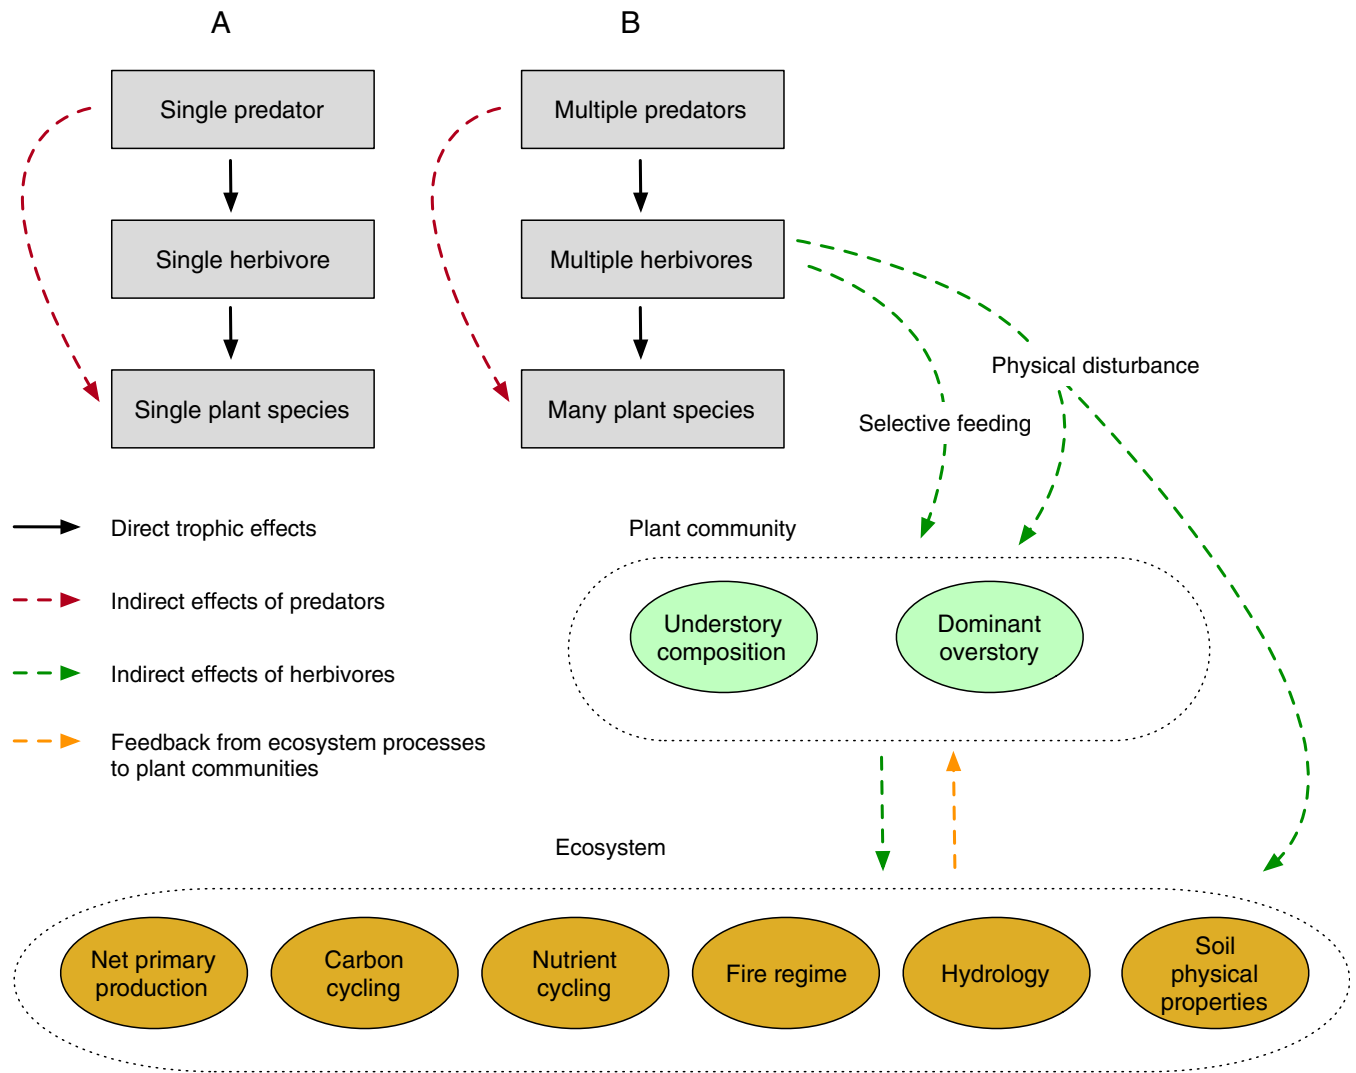 A
B
Single predator
Multiple predators
Single herbivore
Multiple herbivores
Physical disturbance
Single plant species
Many plant species
Selective feeding
Direct trophic effects
Plant community
Indirect effects of predators
Understory
composition
Dominant
overstory
Indirect effects of herbivores
Feedback from ecosystem processes
to plant communities
Ecosystem
Net primary
production
Carbon
cycling
Nutrient
cycling
Fire regime
Hydrology
Soil
physical
properties